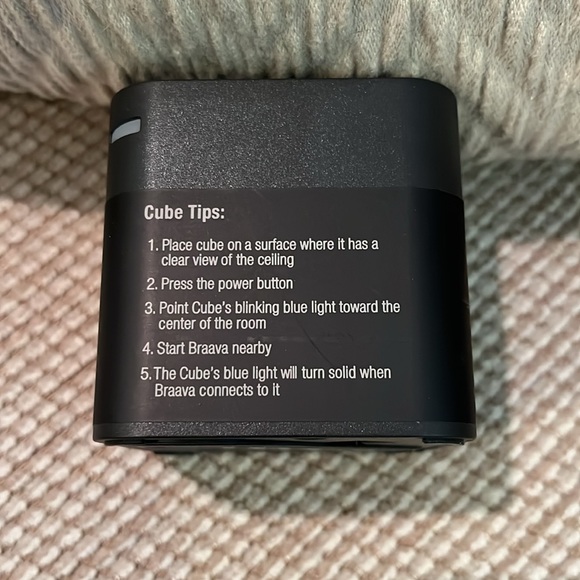 Cube Tips:
1. Place cube on a surface where it has a
clear view of the ceiling
2. Press the power button
3. Point Cube's blinking blue light toward the
center of the room
4. Start Braava nearby
5. The Cube's blue light will turn solid when
Braava connects to it